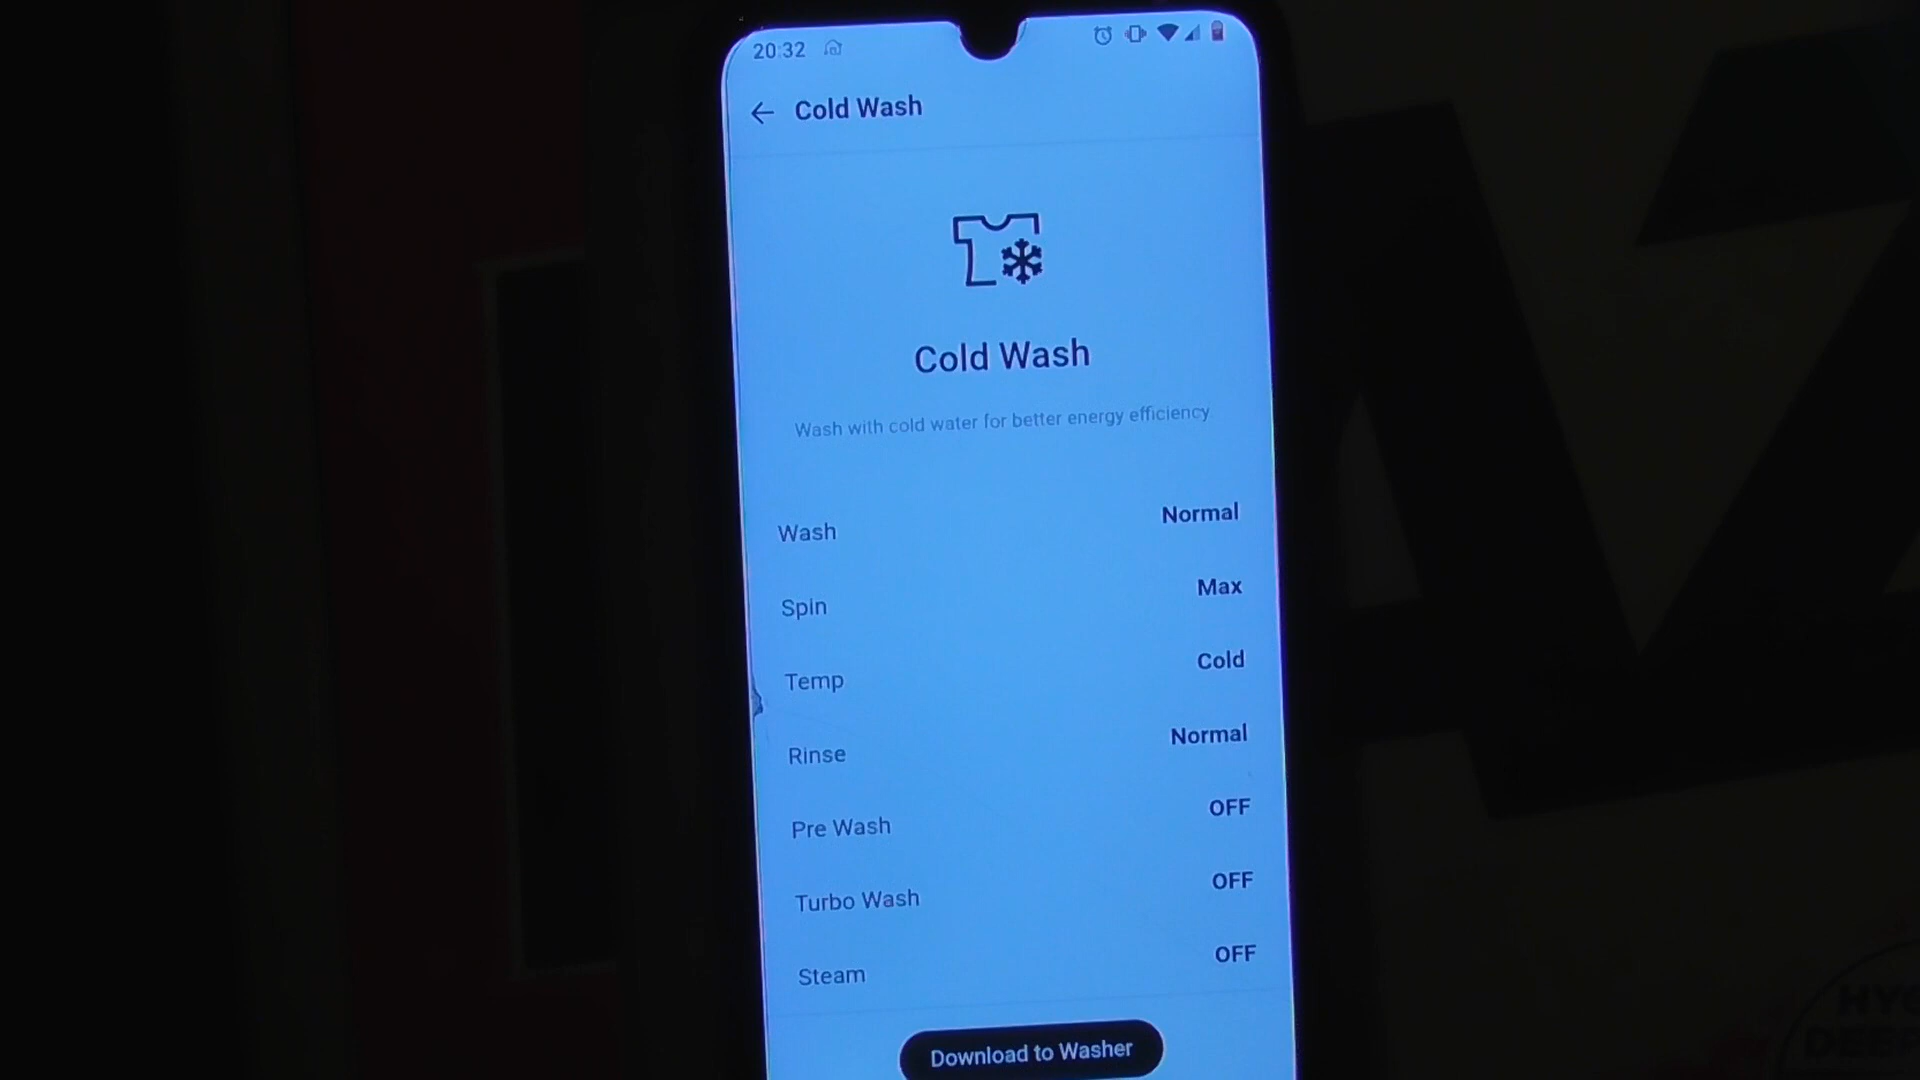 20:32
Cold Wash
Cold Wash
Wash with cold water for better energy efficiency
Wash Normal
Spin Max
Temp Cold
Rinse Normal
Pre Wash OFF
Turbo Wash OFF
Steam OFF
Download to Washer